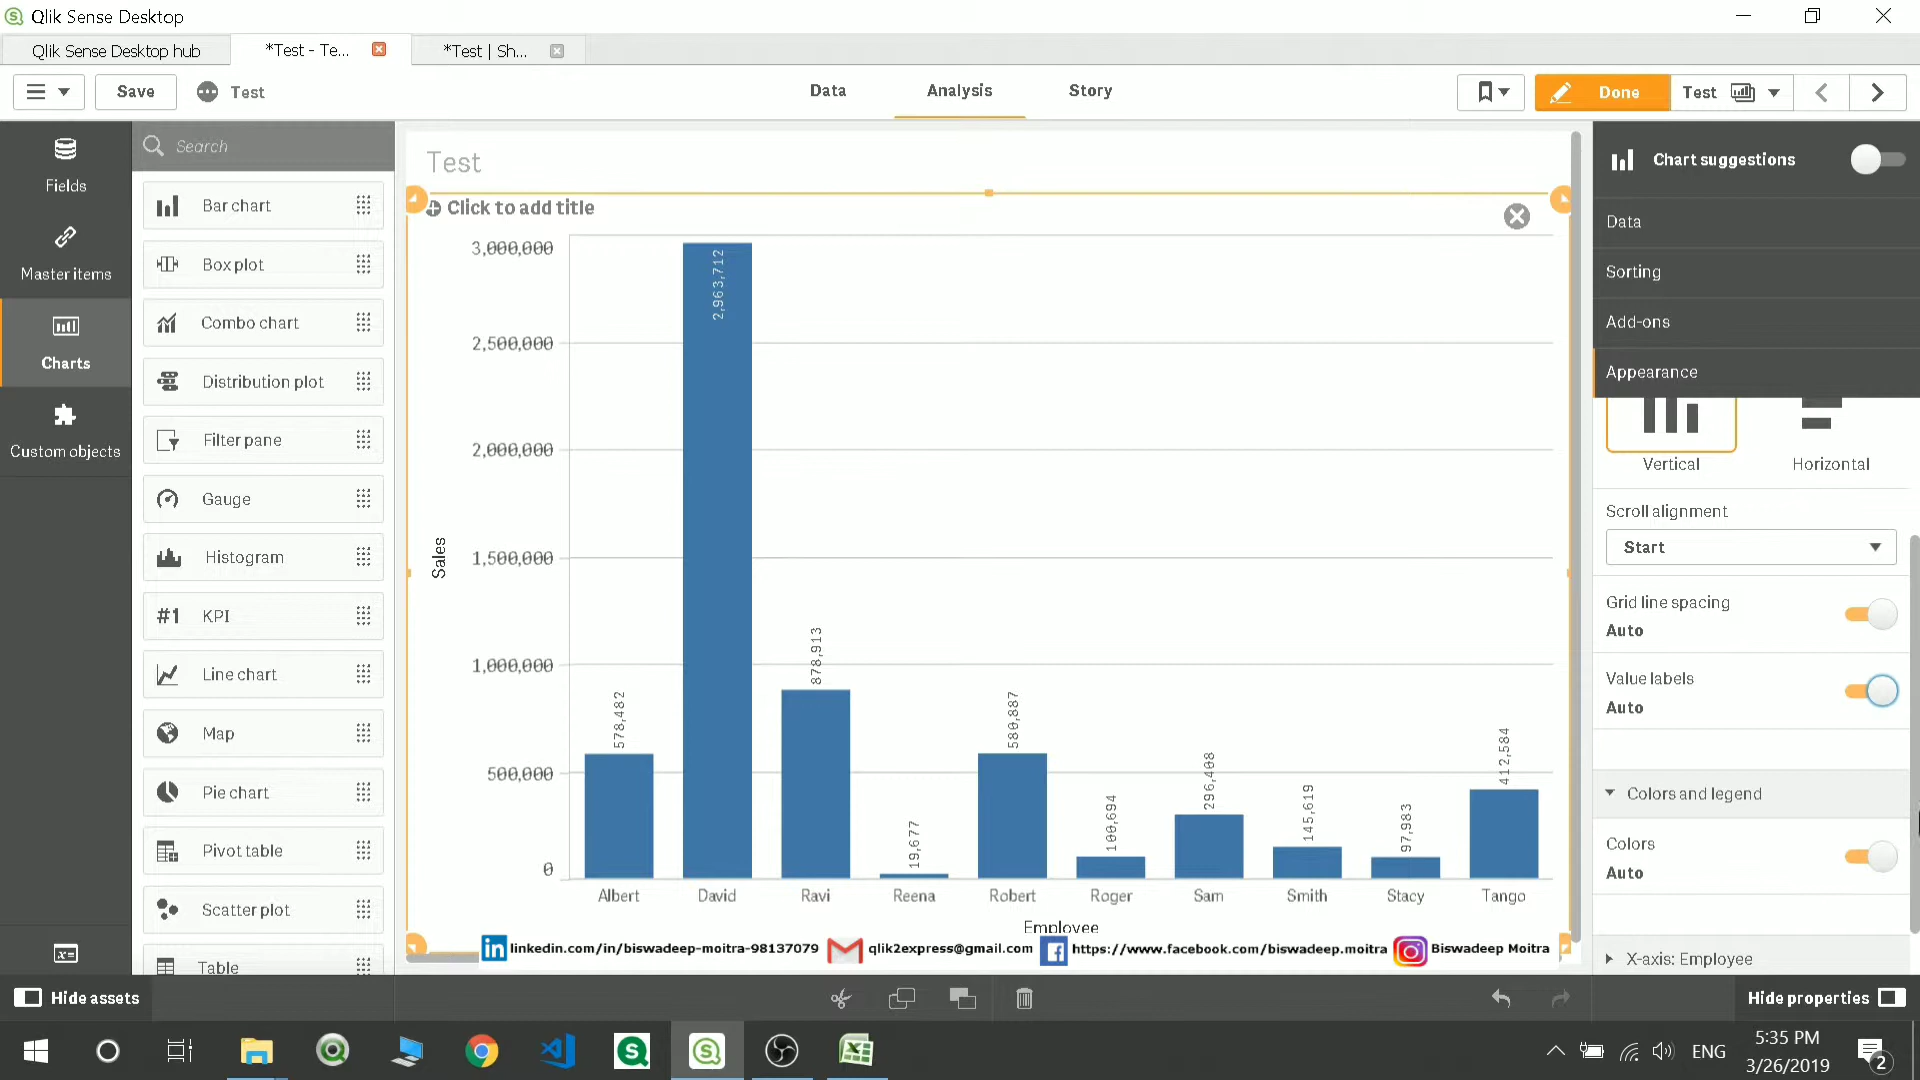 Qlik Sense Desktop
Qlik Sense Desktop hub
*Test - Te...
*Test | Sh...
Save
Test
Data
Analysis
Story
Done
Test
Fields
Master items
Charts
Custom objects
Search
Bar chart
Box plot
Combo chart
Distribution plot
Filter pane
Gauge
Histogram
#1 KPI
Line chart
Map
Pie chart
Pivot table
Scatter plot
Table
Test
Click to add title
3,000,000
2,500,000
2,000,000
1,500,000
1,000,000
500,000
0
Sales
578,482
2,963,712
878,913
19,677
580,887
100,694
296,408
145,619
97,983
412,584
Albert
David
Ravi
Reena
Robert
Roger
Sam
Smith
Stacy
Tango
Employee
linkedin.com/in/biswadeep-moitra-98137079
qlik2express@gmail.com
https://www.facebook.com/biswadeep.moitra
Biswadeep Moitra
Chart suggestions
Data
Sorting
Add-ons
Appearance
Vertical
Horizontal
Scroll alignment
Start
Grid line spacing
Auto
Value labels
Auto
Colors and legend
Colors
Auto
X-axis: Employee
Hide assets
Hide properties
ENG
5:35 PM
3/26/2019
2